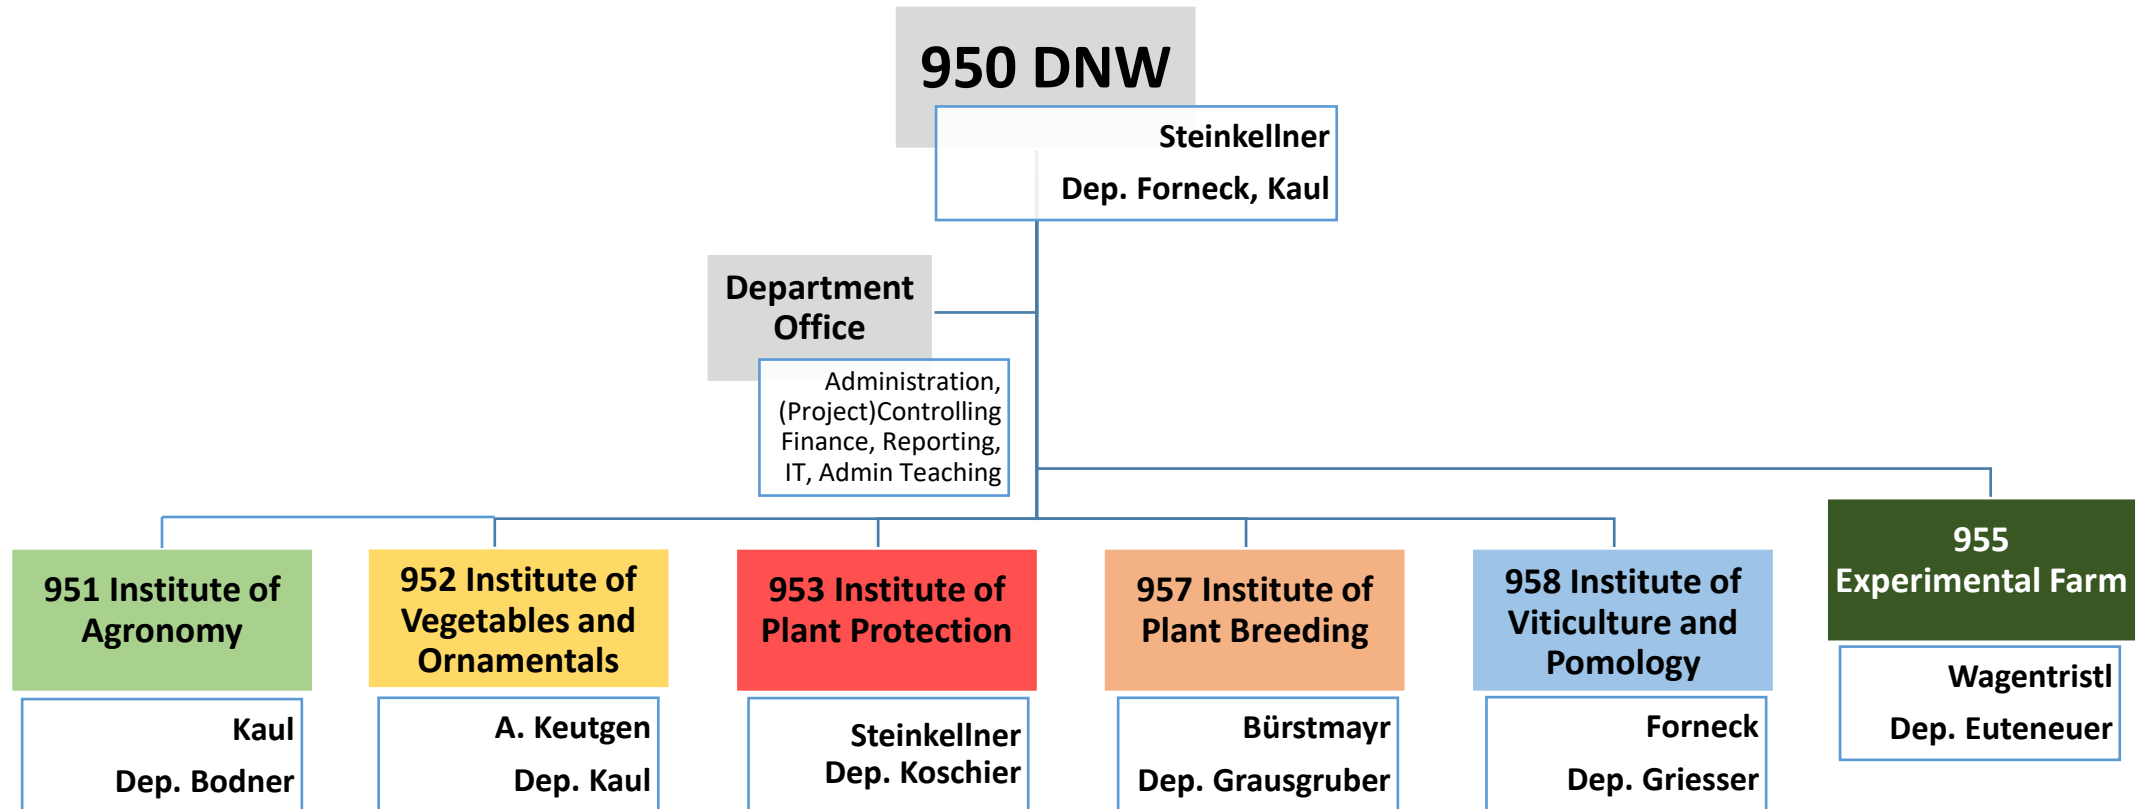 950 DNW
Steinkellner
Dep. Forneck, Kaul
Department
Office
Administration,
(Project)Controlling
Finance, Reporting,
IT, Admin Teaching
951 Institute of
Agronomy
Kaul
Dep. Bodner
952 Institute of
Vegetables and
Ornamentals
A. Keutgen
Dep. Kaul
953 Institute of
Plant Protection
Steinkellner
Dep. Koschier
957 Institute of
Plant Breeding
Bürstmayr
Dep. Grausgruber
958 Institute of
Viticulture and
Pomology
Forneck
Dep. Griesser
955
Experimental Farm
Wagentristl
Dep. Euteneuer